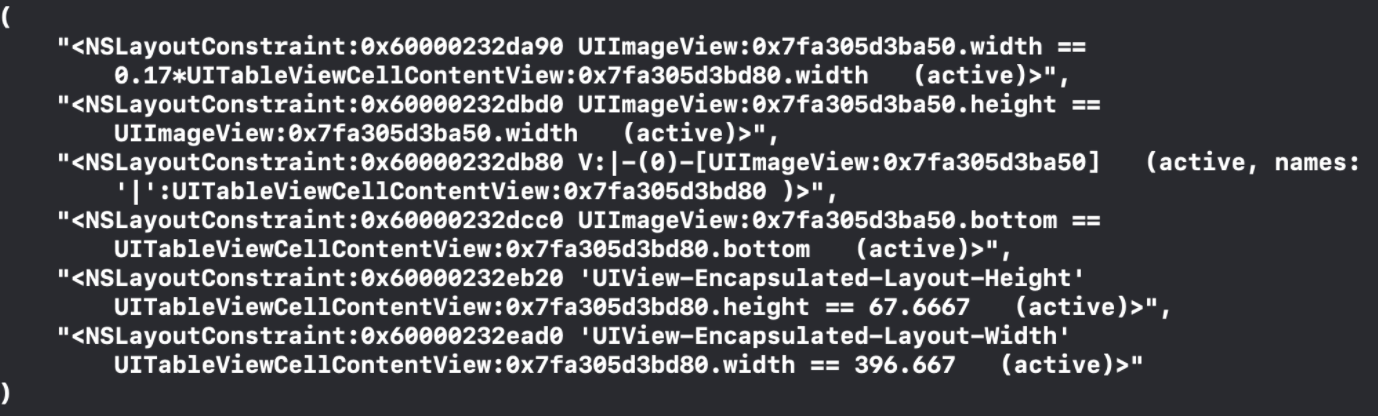 (
"<NSLayoutConstraint:0x60000232da90 UIImageView:0x7fa305d3ba50.width ==
0.17*UITableViewCellContentView:0x7fa305d3bd80.width   (active)>",
"<NSLayoutConstraint:0x60000232dbd0 UIImageView:0x7fa305d3ba50.height ==
UIImageView:0x7fa305d3ba50.width   (active)>",
"<NSLayoutConstraint:0x60000232db80 V:|-(0)-[UIImageView:0x7fa305d3ba50]   (active, names:
'|':UITableViewCellContentView:0x7fa305d3bd80 )>",
"<NSLayoutConstraint:0x60000232dcc0 UIImageView:0x7fa305d3ba50.bottom ==
UITableViewCellContentView:0x7fa305d3bd80.bottom   (active)>",
"<NSLayoutConstraint:0x60000232eb20 'UIView-Encapsulated-Layout-Height'
UITableViewCellContentView:0x7fa305d3bd80.height == 67.6667   (active)>",
"<NSLayoutConstraint:0x60000232ead0 'UIView-Encapsulated-Layout-Width'
UITableViewCellContentView:0x7fa305d3bd80.width == 396.667   (active)>"
)